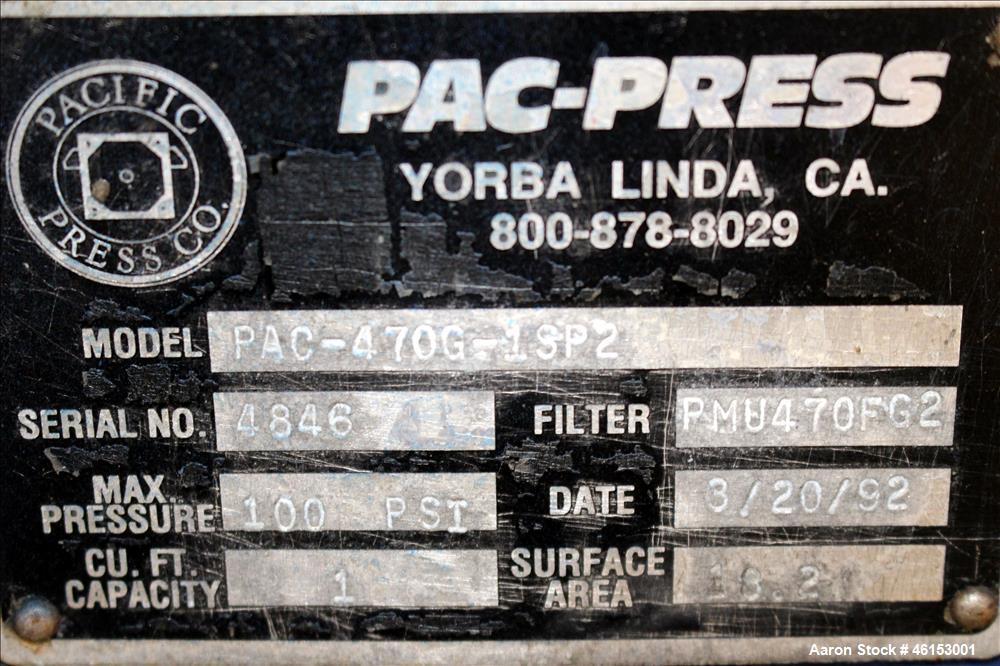 PACIFIC
PRESS CO.
PAC-PRESS
YORBA LINDA, CA.
800-878-8029
MODEL PAC-470G-1SP2
SERIAL NO. 4846 FILTER PMU470FG2
MAX. PRESSURE 100 PSI DATE 3/20/92
CU. FT. CAPACITY 1 SURFACE AREA
Aaron Stock # 46153001